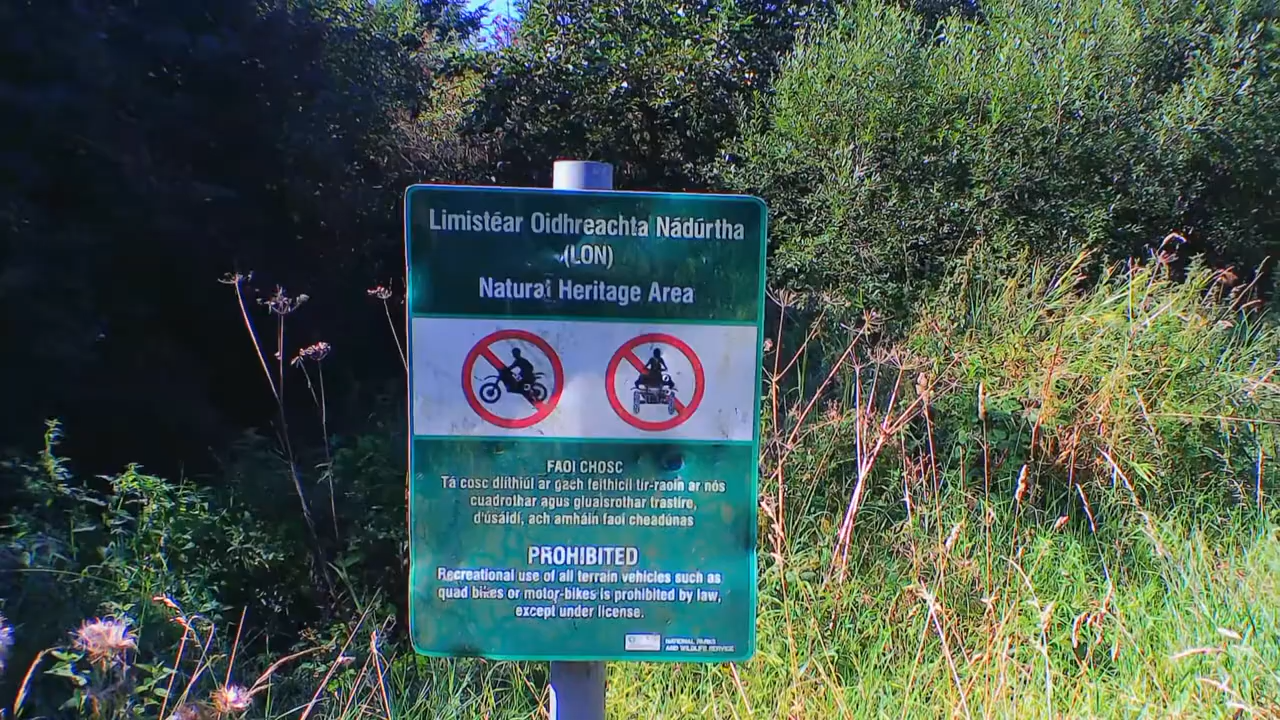 Limistéar Oidhreachta Nádúrtha
(LON)
Natural Heritage Area
FAOI CHOSC
Tá cosc dlíthiúl ar gach feithicil tír-raoin ar nós
cuadrothar agus gluaisrothar trastíre,
d'úsáidí, ach amháin faoi cheadúnas
PROHIBITED
Recreational use of all terrain vehicles such as
quad bikes or motor-bikes is prohibited by law,
except under license.
NATIONAL PARKS
AND WILDLIFE SERVICE